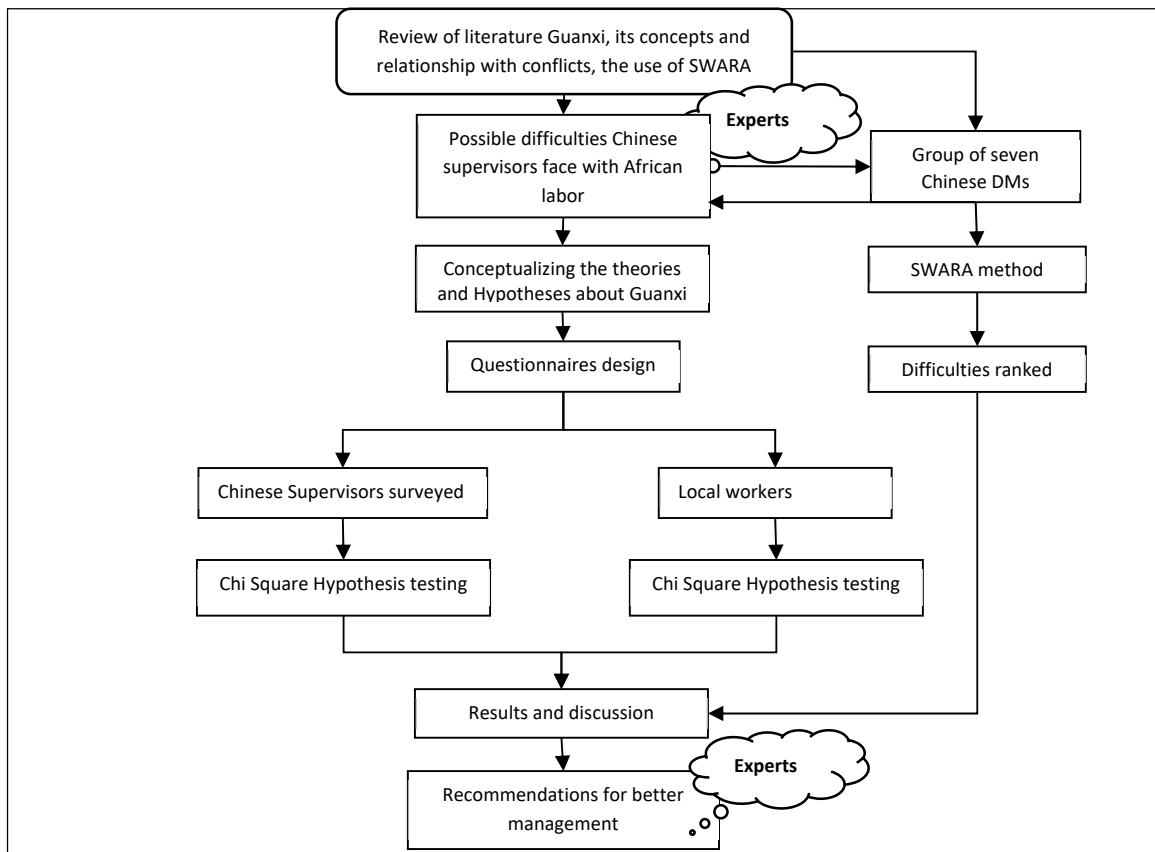 Review of literature Guanxi, its concepts and
relationship with conflicts, the use of SWARA
Experts
Possible difficulties Chinese
supervisors face with African
labor
Group of seven
Chinese DMs
Conceptualizing the theories
and Hypotheses about Guanxi
SWARA method
Questionnaires design
Difficulties ranked
Chinese Supervisors surveyed
Local workers
Chi Square Hypothesis testing
Chi Square Hypothesis testing
Results and discussion
Experts
Recommendations for better
management